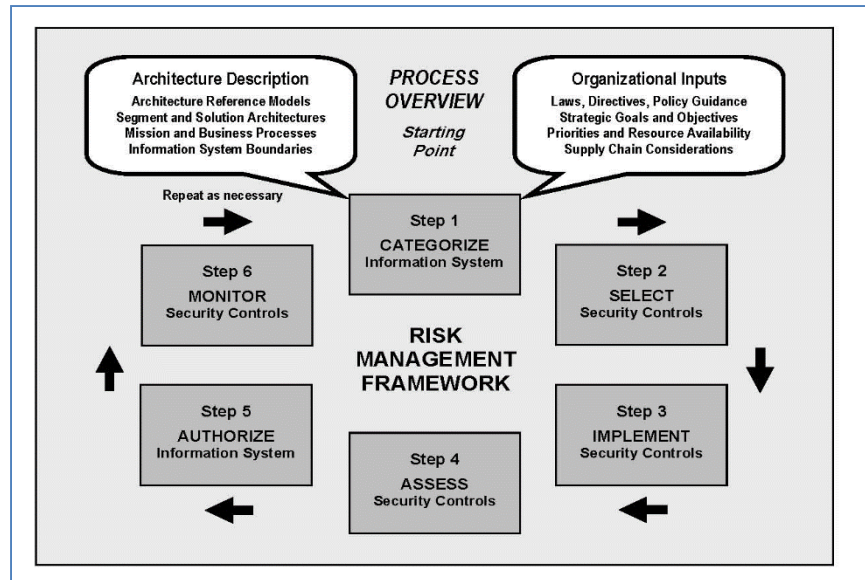 Architecture Description
Architecture Reference Models
Segment and Solution Architectures
Mission and Business Processes
Information System Boundaries
PROCESS
OVERVIEW
Starting
Point
Organizational Inputs
Laws, Directives, Policy Guidance
Strategic Goals and Objectives
Priorities and Resource Availability
Supply Chain Considerations
Repeat as necessary
Step 1
CATEGORIZE
Information System
Step 2
SELECT
Security Controls
Step 3
IMPLEMENT
Security Controls
Step 4
ASSESS
Security Controls
Step 5
AUTHORIZE
Information System
Step 6
MONITOR
Security Controls
RISK
MANAGEMENT
FRAMEWORK